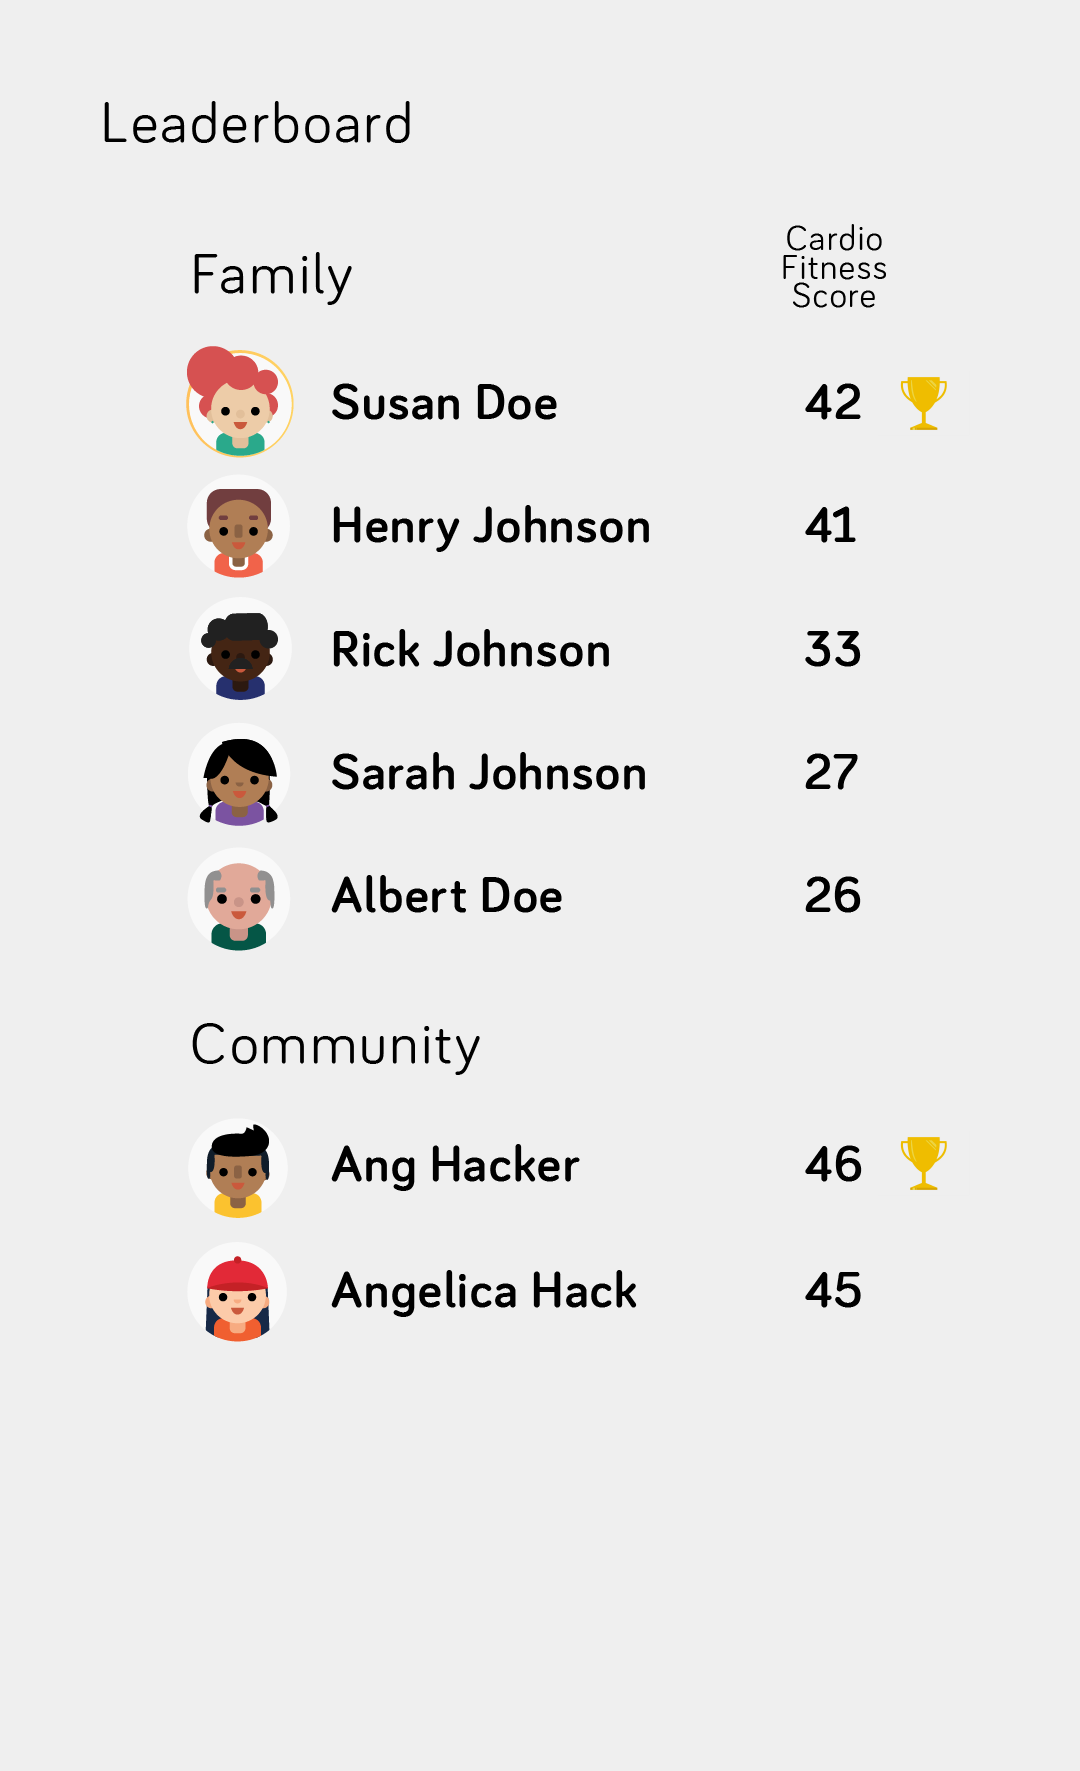 Leaderboard
Family
Cardio
Fitness
Score
Susan Doe 42
Henry Johnson 41
Rick Johnson 33
Sarah Johnson 27
Albert Doe 26
Community
Ang Hacker 46
Angelica Hack 45